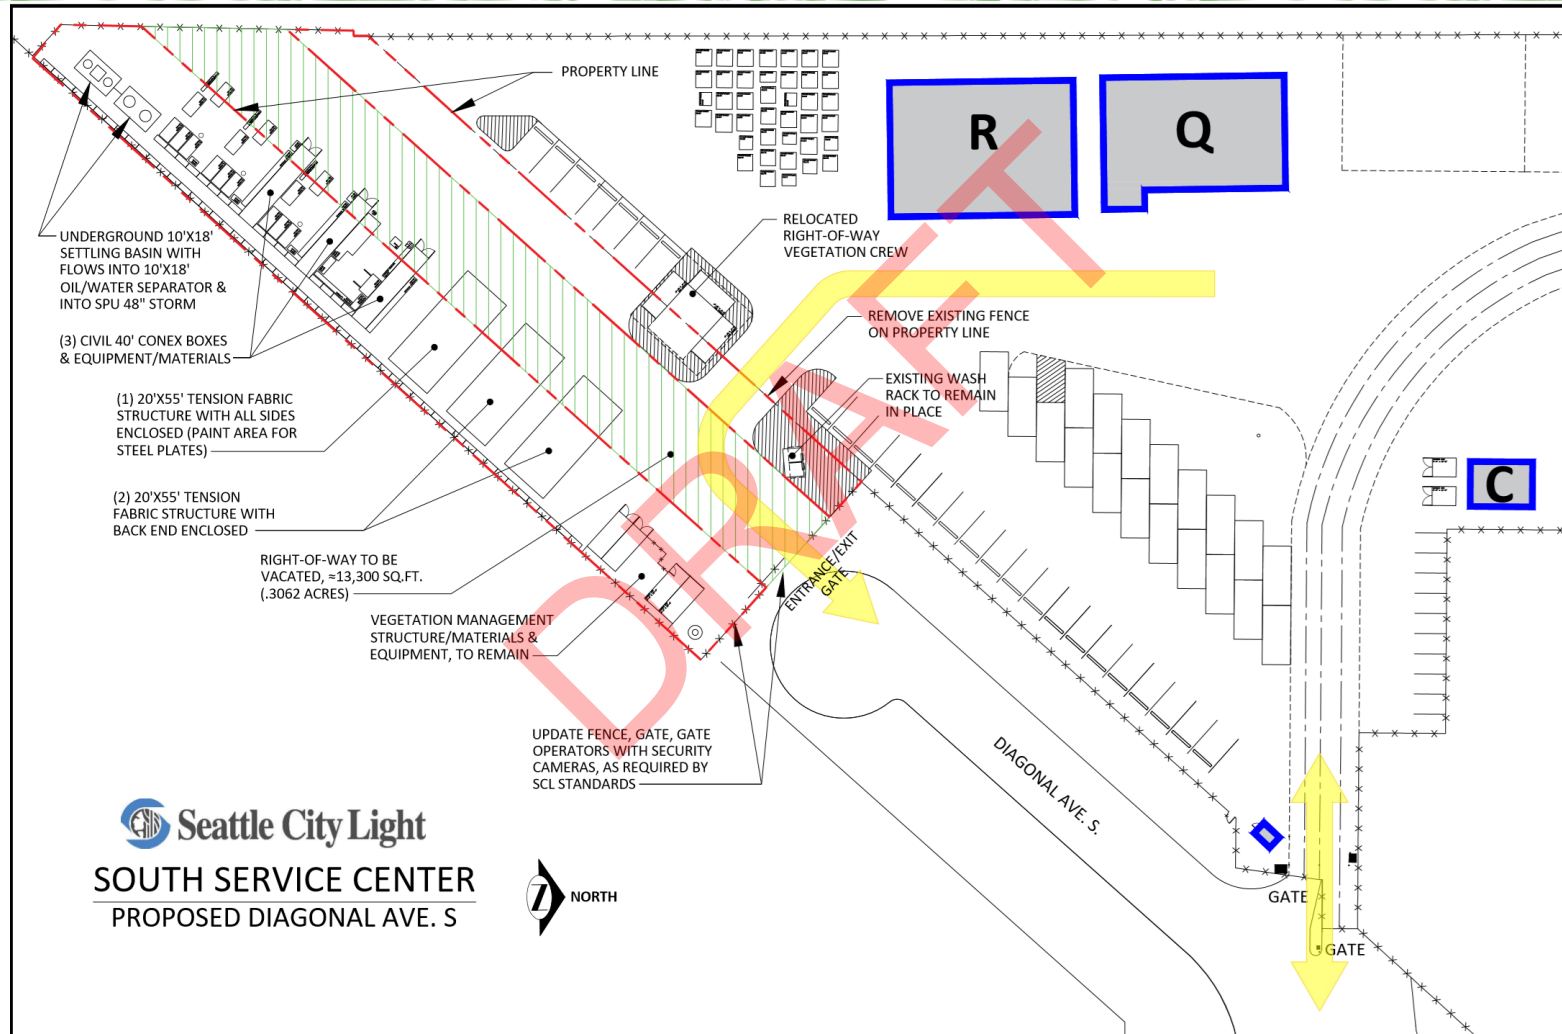 PROPERTY LINE
R
Q
RELOCATED
RIGHT-OF-WAY
VEGETATION CREW
UNDERGROUND 10'X18'
SETTLING BASIN WITH
FLOWS INTO 10'X18'
OIL/WATER SEPARATOR &
INTO SPU 48" STORM
(3) CIVIL 40' CONEX BOXES
& EQUIPMENT/MATERIALS
REMOVE EXISTING FENCE
ON PROPERTY LINE
EXISTING WASH
RACK TO REMAIN
IN PLACE
(1) 20'X55' TENSION FABRIC
STRUCTURE WITH ALL SIDES
ENCLOSED (PAINT AREA FOR
STEEL PLATES)
C
(2) 20'X55' TENSION
FABRIC STRUCTURE WITH
BACK END ENCLOSED
RIGHT-OF-WAY TO BE
VACATED, ≈13,300 SQ.FT.
(.3062 ACRES)
ENTRANCE/EXIT
GATE
VEGETATION MANAGEMENT
STRUCTURE/MATERIALS &
EQUIPMENT, TO REMAIN
DRAFT
UPDATE FENCE, GATE, GATE
OPERATORS WITH SECURITY
CAMERAS, AS REQUIRED BY
SCL STANDARDS
DIAGONAL AVE. S.
Seattle City Light
SOUTH SERVICE CENTER
PROPOSED DIAGONAL AVE. S
Z
NORTH
GATE
GATE